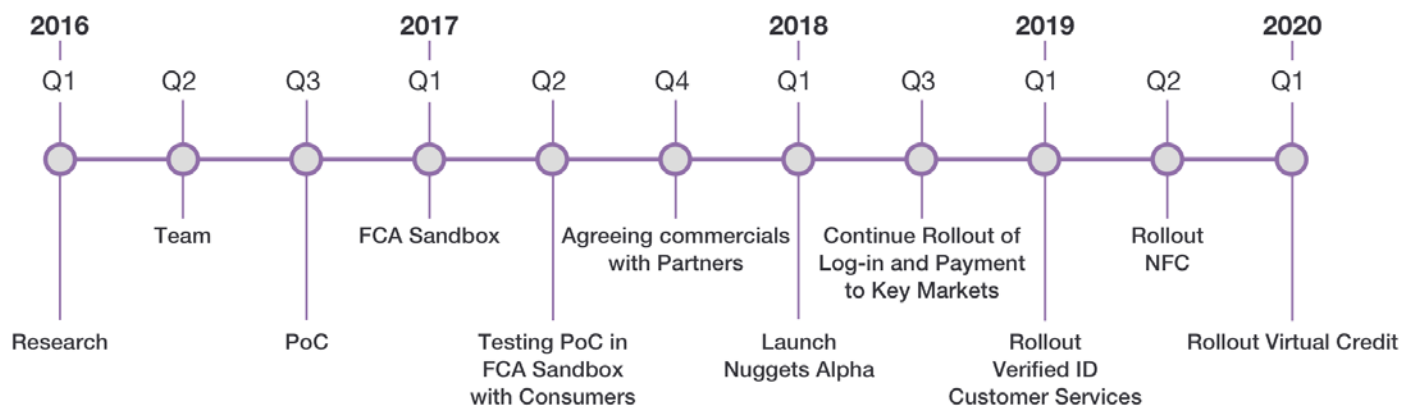 2016 2017 2018 2019 2020
Q1 Q2 Q3 Q1 Q2 Q4 Q1 Q3 Q1 Q2 Q1
Team
FCA Sandbox
Agreeing commercials
with Partners
Continue Rollout of
Log-in and Payment
to Key Markets
Rollout
NFC
Research
PoC
Testing PoC in
FCA Sandbox
with Consumers
Launch
Nuggets Alpha
Rollout
Verified ID
Customer Services
Rollout Virtual Credit